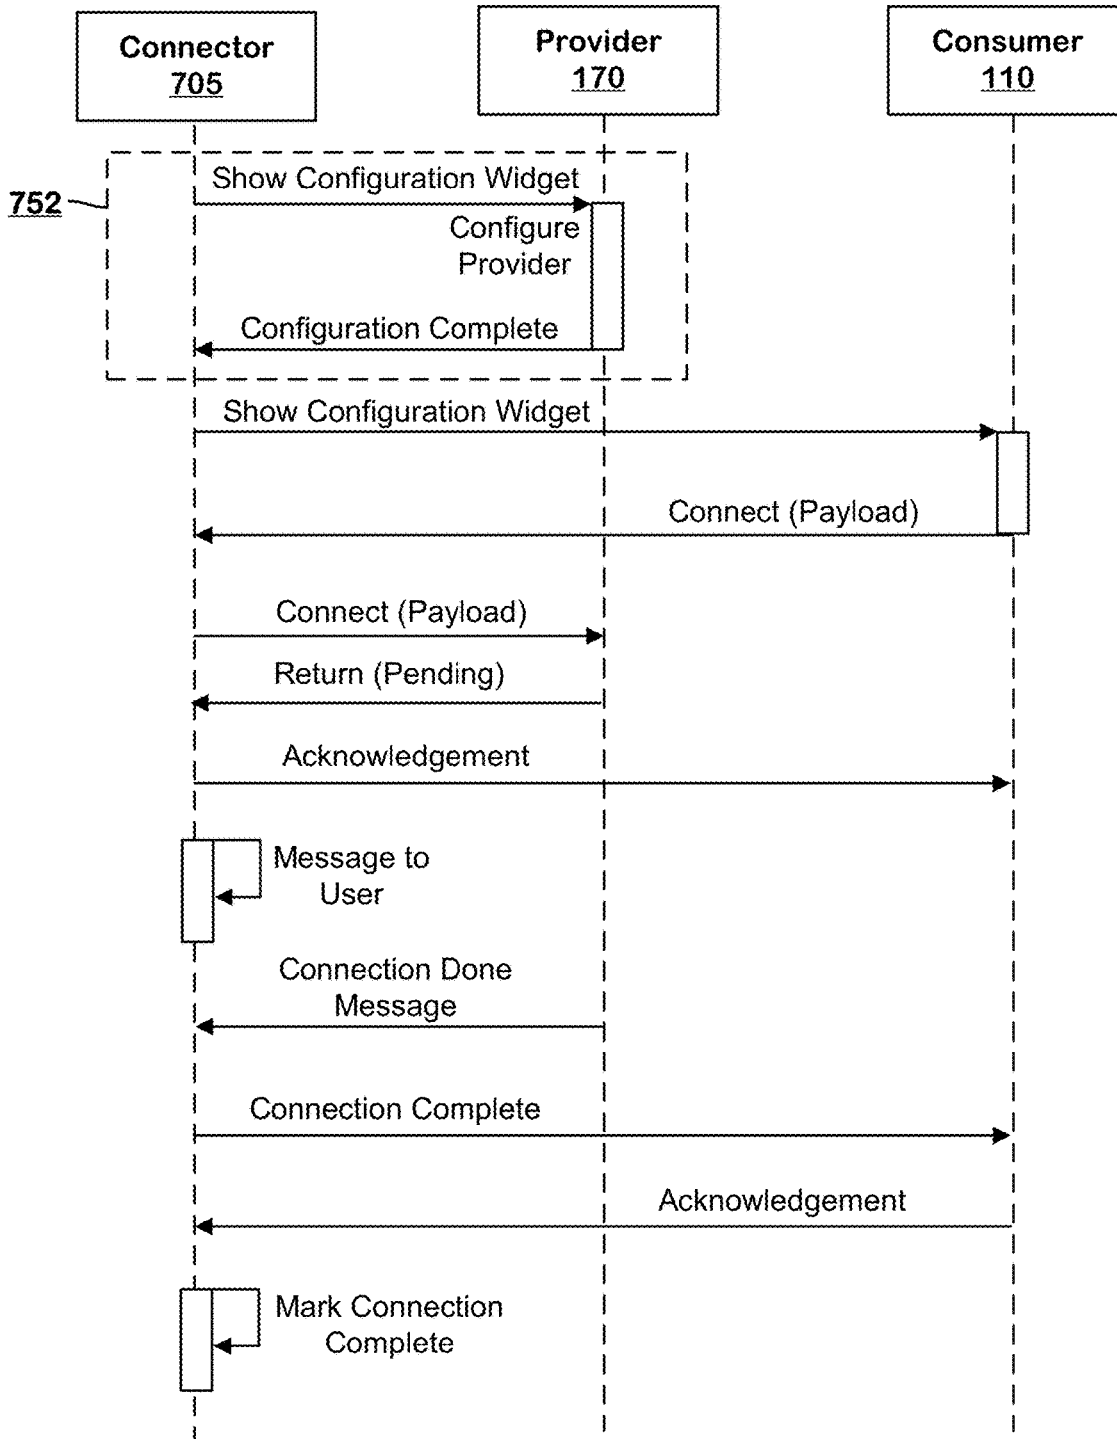 Connector
705
Provider
170
Consumer
110
752
Show Configuration Widget
Configure
Provider
Configuration Complete
Show Configuration Widget
Connect (Payload)
Connect (Payload)
Return (Pending)
Acknowledgement
Message to
User
Connection Done
Message
Connection Complete
Acknowledgement
Mark Connection
Complete